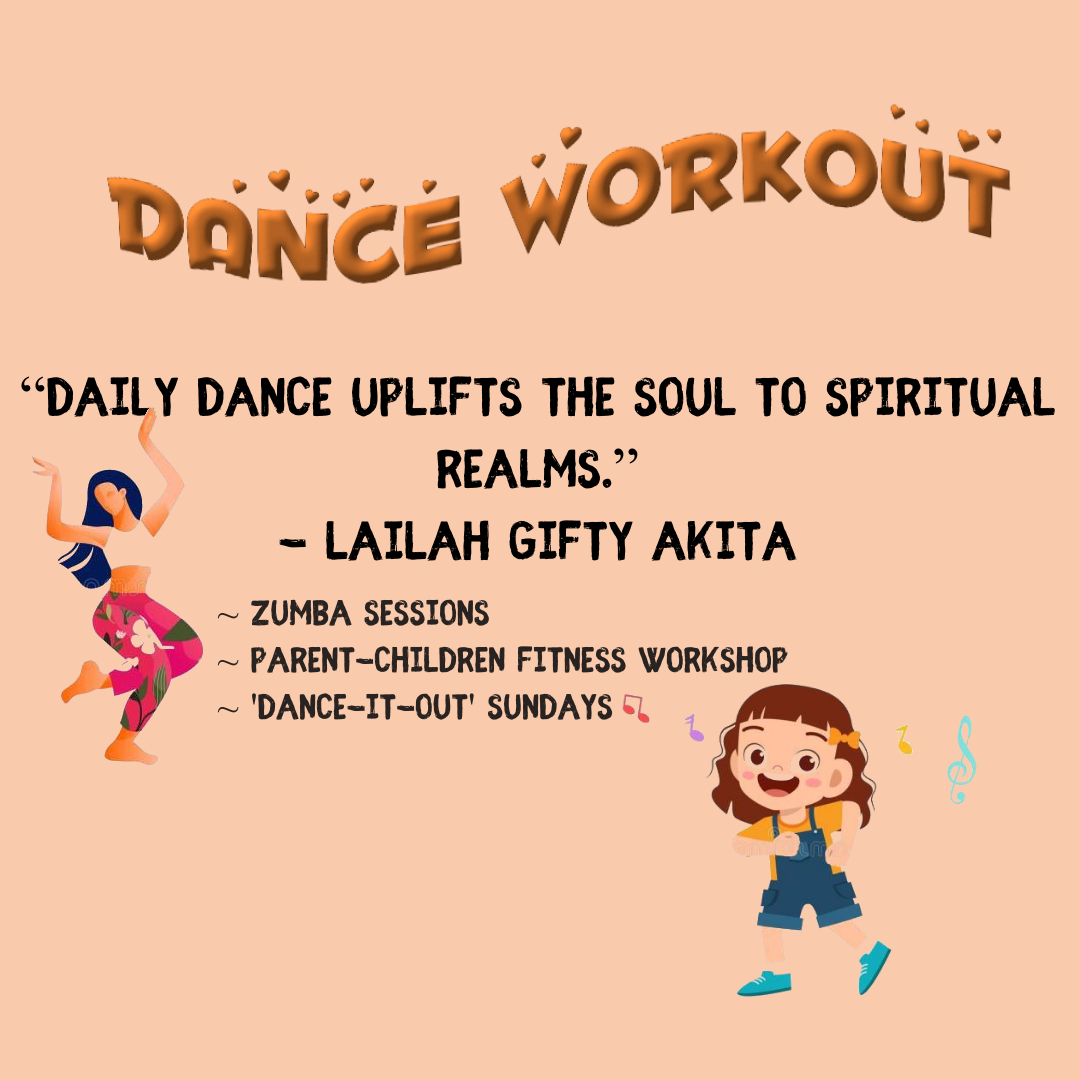 DANCE WORKOUT
“DAILY DANCE UPLIFTS THE SOUL TO SPIRITUAL
REALMS.”
– LAILAH GIFTY AKITA
~ ZUMBA SESSIONS
~ PARENT-CHILDREN FITNESS WORKSHOP
~ 'DANCE-IT-OUT' SUNDAYS